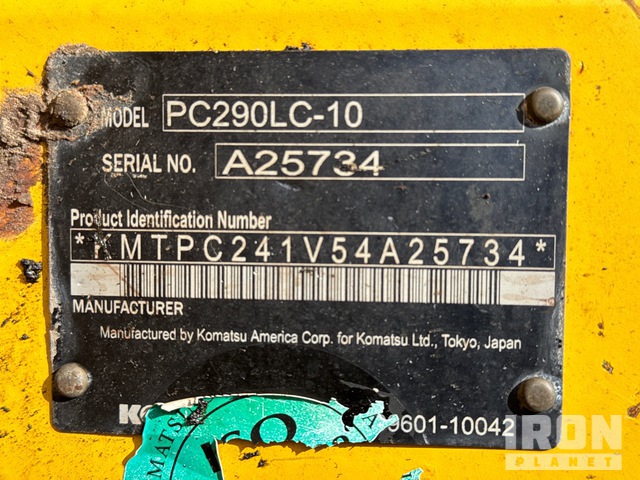 MODEL PC290LC-10
SERIAL NO. A25734
Product Identification Number
*KMTPC241V54A25734*
MANUFACTURER
Manufactured by Komatsu America Corp. for Komatsu Ltd., Tokyo, Japan
9601-10042
IRON
PLANET